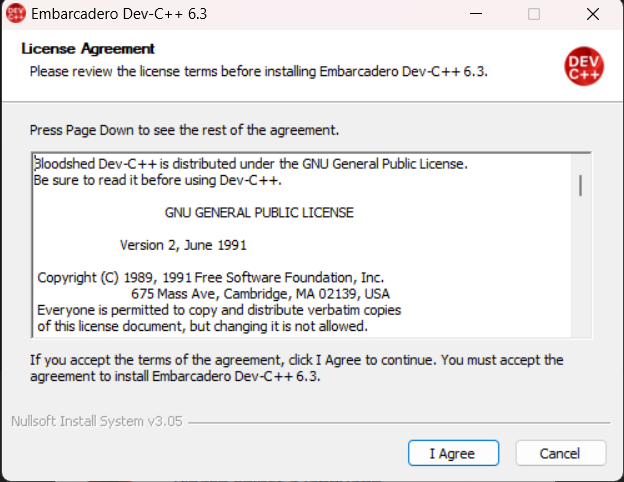 Embarcadero Dev-C++ 6.3
License Agreement
Please review the license terms before installing Embarcadero Dev-C++ 6.3.
DEV
C++
Press Page Down to see the rest of the agreement.
Bloodshed Dev-C++ is distributed under the GNU General Public License.
Be sure to read it before using Dev-C++.
GNU GENERAL PUBLIC LICENSE
Version 2, June 1991
Copyright (C) 1989, 1991 Free Software Foundation, Inc.
675 Mass Ave, Cambridge, MA 02139, USA
Everyone is permitted to copy and distribute verbatim copies
of this license document, but changing it is not allowed.
If you accept the terms of the agreement, click I Agree to continue. You must accept the
agreement to install Embarcadero Dev-C++ 6.3.
Nullsoft Install System v3.05
I Agree
Cancel